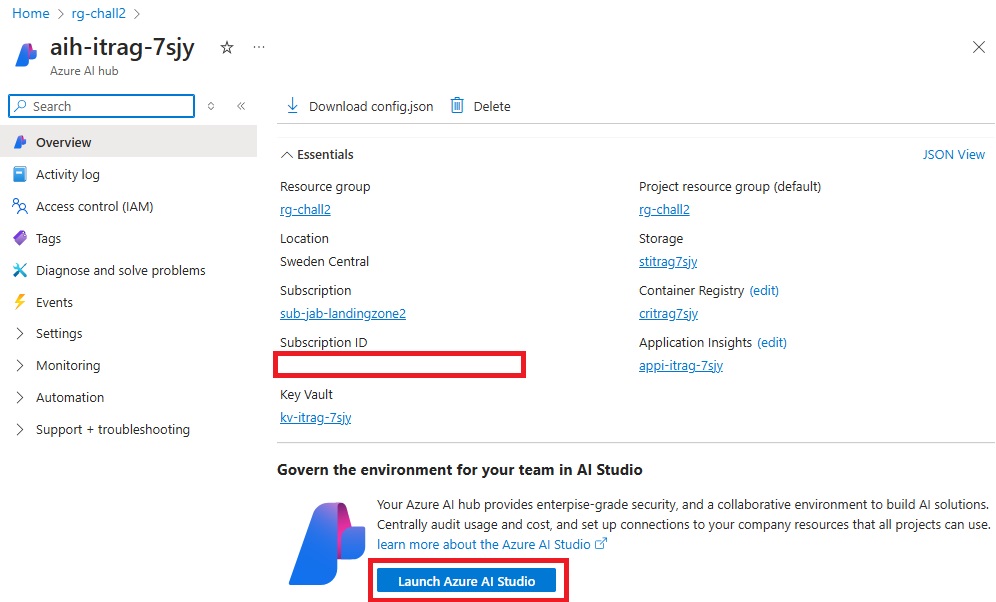 Home > rg-chall2 >
aih-itrag-7sjy
Azure AI hub
Search
Overview
Activity log
Access control (IAM)
Tags
Diagnose and solve problems
Events
Settings
Monitoring
Automation
Support + troubleshooting
Download config.json Delete
Essentials JSON View
Resource group
rg-chall2
Location
Sweden Central
Subscription
sub-jab-landingzone2
Subscription ID
Key Vault
kv-itrag-7sjy
Project resource group (default)
rg-chall2
Storage
stitrag7sjy
Container Registry (edit)
critrag7sjy
Application Insights (edit)
appi-itrag-7sjy
Govern the environment for your team in AI Studio
Your Azure AI hub provides enterpise-grade security, and a collaborative environment to build AI solutions.
Centrally audit usage and cost, and set up connections to your company resources that all projects can use.
learn more about the Azure AI Studio
Launch Azure AI Studio